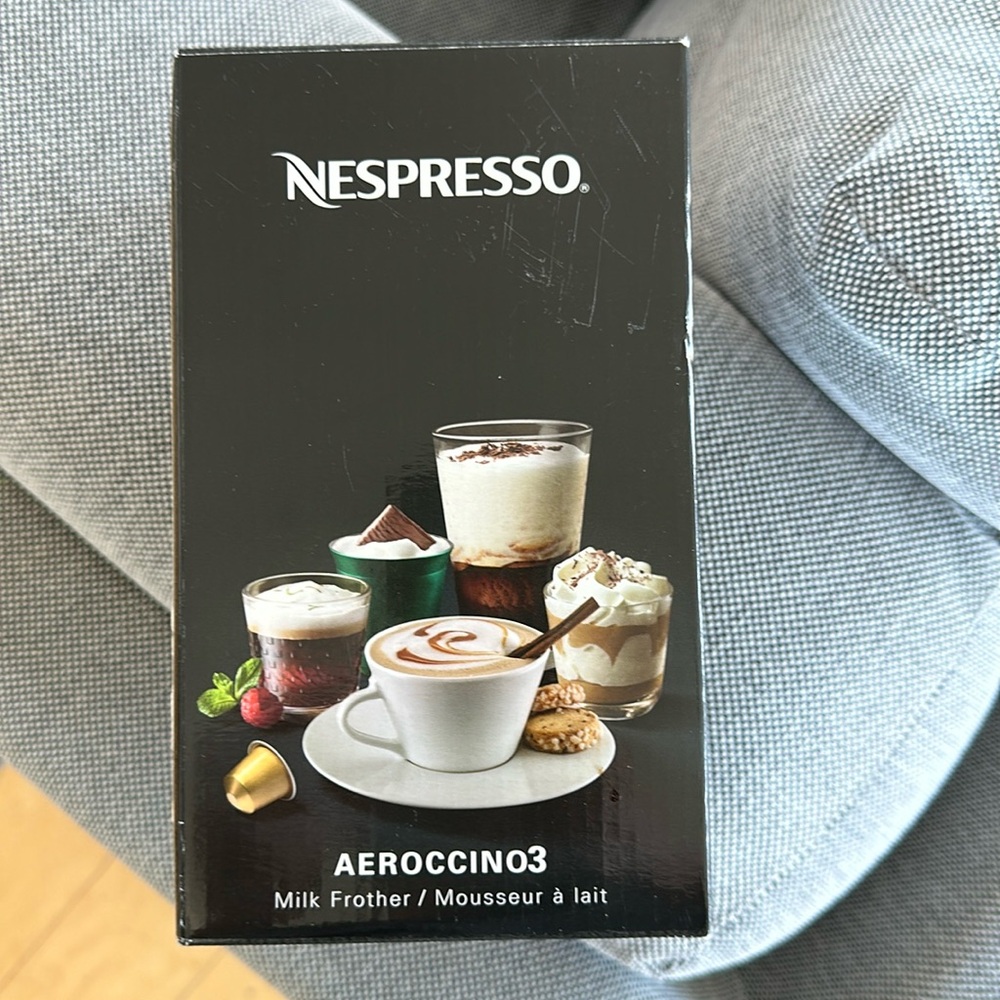 NESPRESSO®
AEROCCINO3
Milk Frother / Mousseur à lait